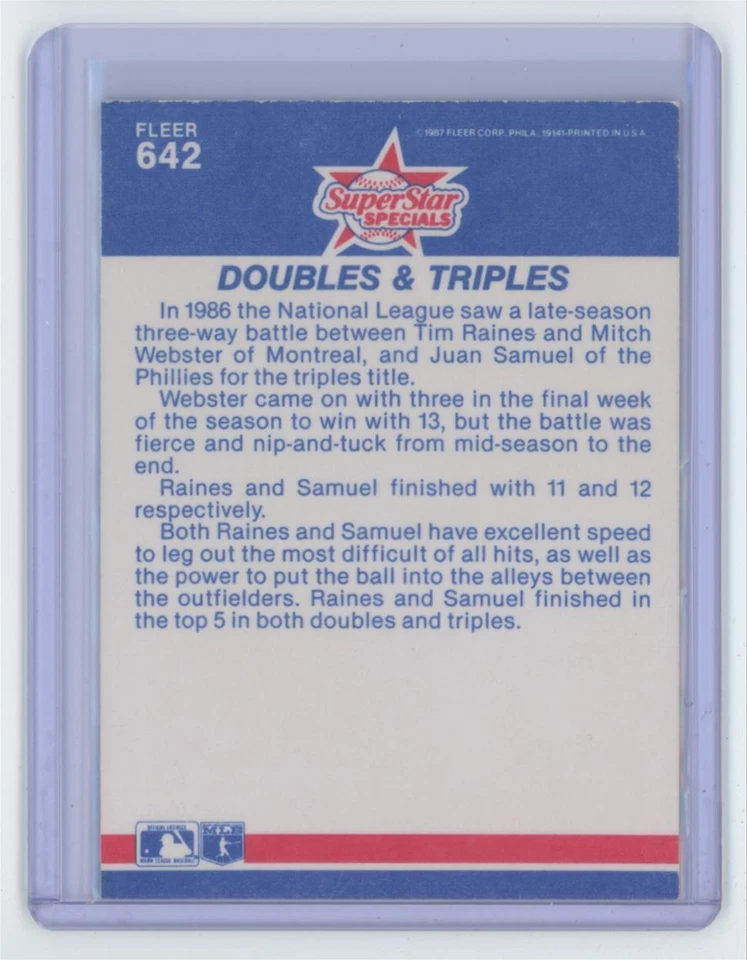 FLEER
642
©1987 FLEER CORP. PHILA. 19141-PRINTED IN U.S.A.
SuperStar
SPECIALS
DOUBLES & TRIPLES
In 1986 the National League saw a late-season
three-way battle between Tim Raines and Mitch
Webster of Montreal, and Juan Samuel of the
Phillies for the triples title.
Webster came on with three in the final week
of the season to win with 13, but the battle was
fierce and nip-and-tuck from mid-season to the
end.
Raines and Samuel finished with 11 and 12
respectively.
Both Raines and Samuel have excellent speed
to leg out the most difficult of all hits, as well as
the power to put the ball into the alleys between
the outfielders. Raines and Samuel finished in
the top 5 in both doubles and triples.
OFFICIAL LICENSEE
MAJOR LEAGUE BASEBALL